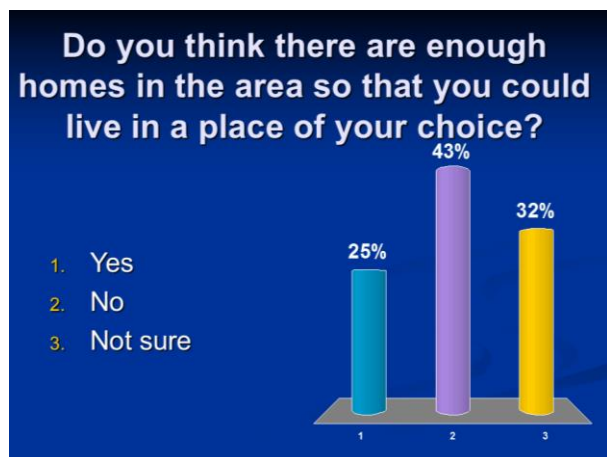 Do you think there are enough
homes in the area so that you could
live in a place of your choice?
43%
32%
25%
1. Yes
2. No
3. Not sure
1 2 3